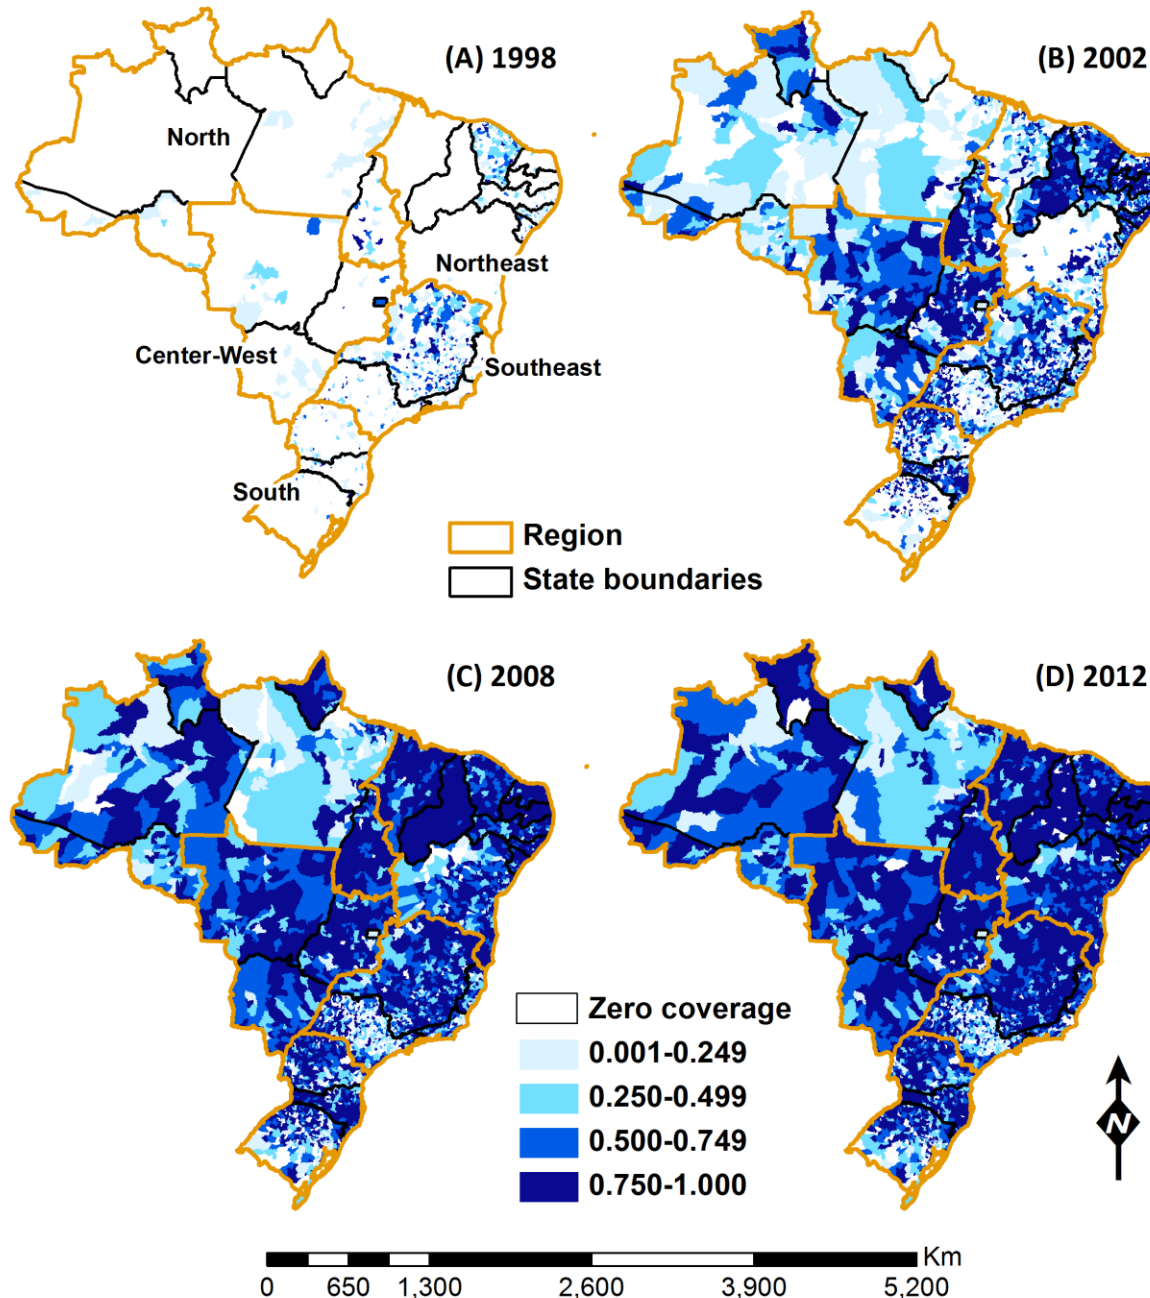 (A) 1998
(B) 2002
North
Northeast
Center-West
Southeast
South
Region
State boundaries
(C) 2008
(D) 2012
Zero coverage
0.001-0.249
0.250-0.499
0.500-0.749
0.750-1.000
N
Km
0 650 1,300 2,600 3,900 5,200